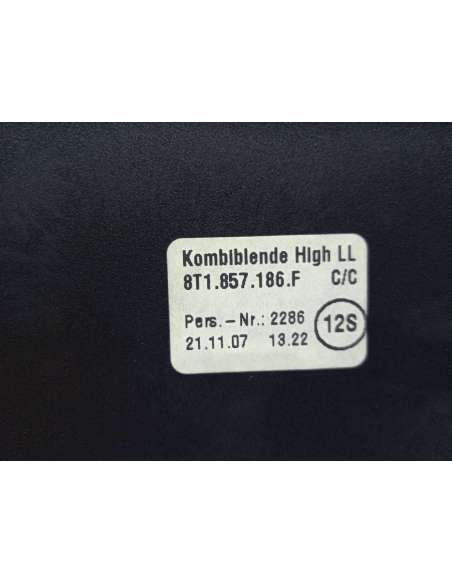 Kombiblende High LL
8T1.857.186.F C/C
Pers.-Nr.: 2286
12S
21.11.07 13.22